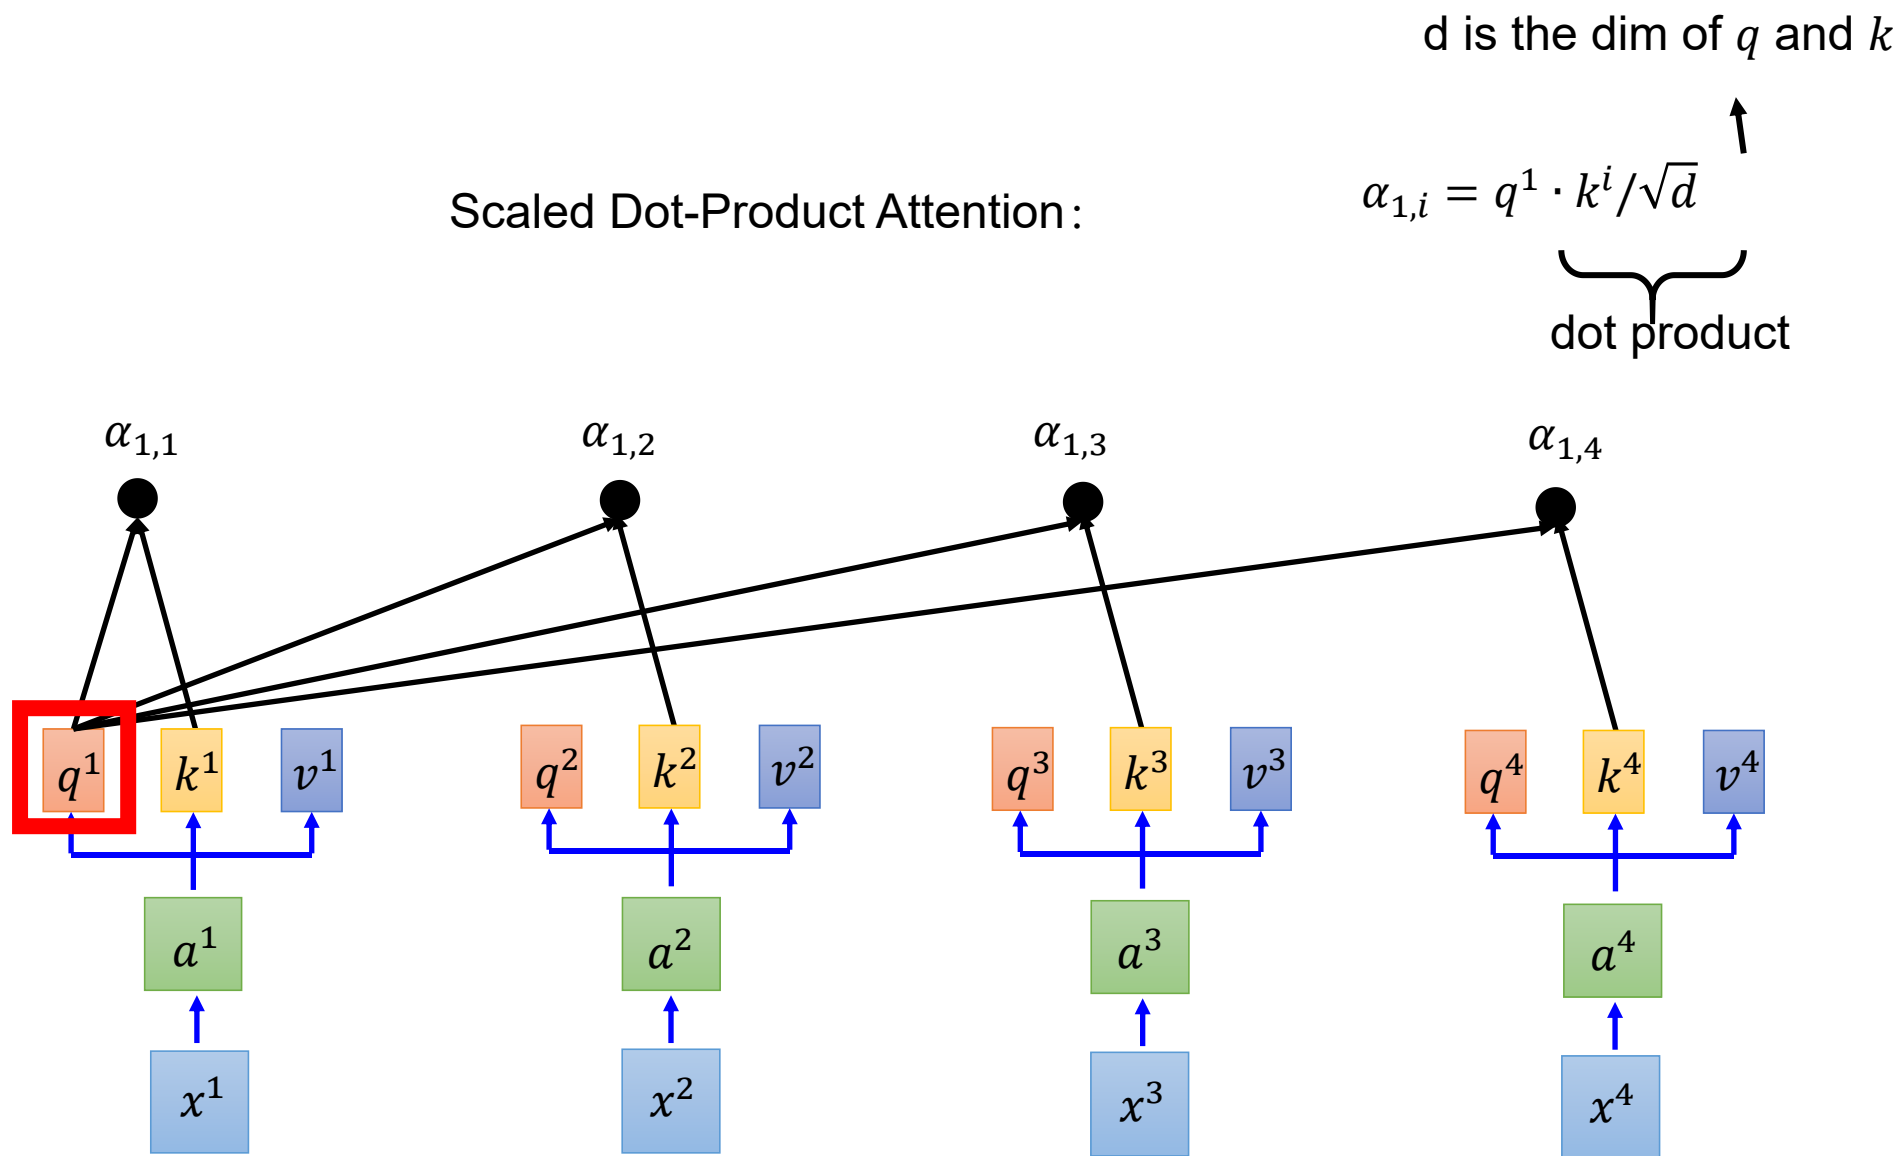 d is the dim of q and k
Scaled Dot-Product Attention: α₁,ᵢ = q¹ · kⁱ/√d
dot product
α₁,₁ α₁,₂ α₁,₃ α₁,₄
q¹ k¹ v¹ q² k² v² q³ k³ v³ q⁴ k⁴ v⁴
a¹ a² a³ a⁴
x¹ x² x³ x⁴